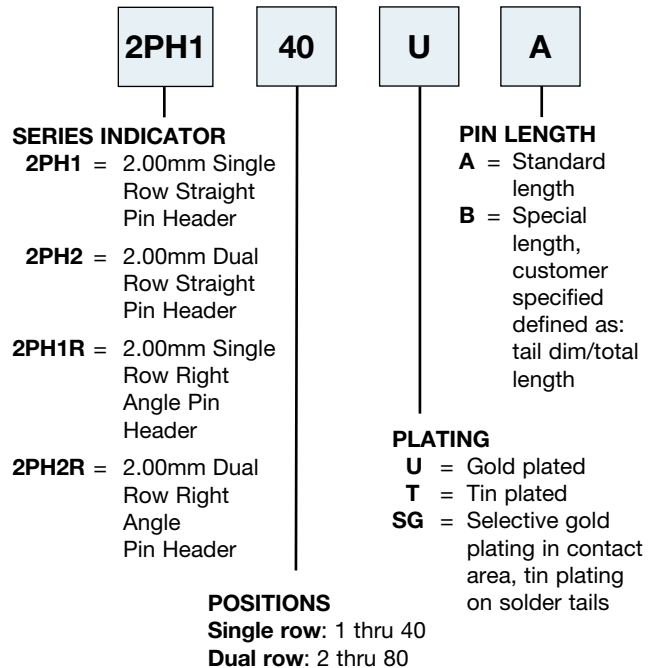 2PH1 40 U A
SERIES INDICATOR
2PH1 = 2.00mm Single
Row Straight
Pin Header
2PH2 = 2.00mm Dual
Row Straight
Pin Header
2PH1R = 2.00mm Single
Row Right
Angle Pin
Header
2PH2R = 2.00mm Dual
Row Right
Angle
Pin Header
POSITIONS
Single row: 1 thru 40
Dual row: 2 thru 80
PLATING
U = Gold plated
T = Tin plated
SG = Selective gold
plating in contact
area, tin plating
on solder tails
PIN LENGTH
A = Standard
length
B = Special
length,
customer
specified
defined as:
tail dim/total
length